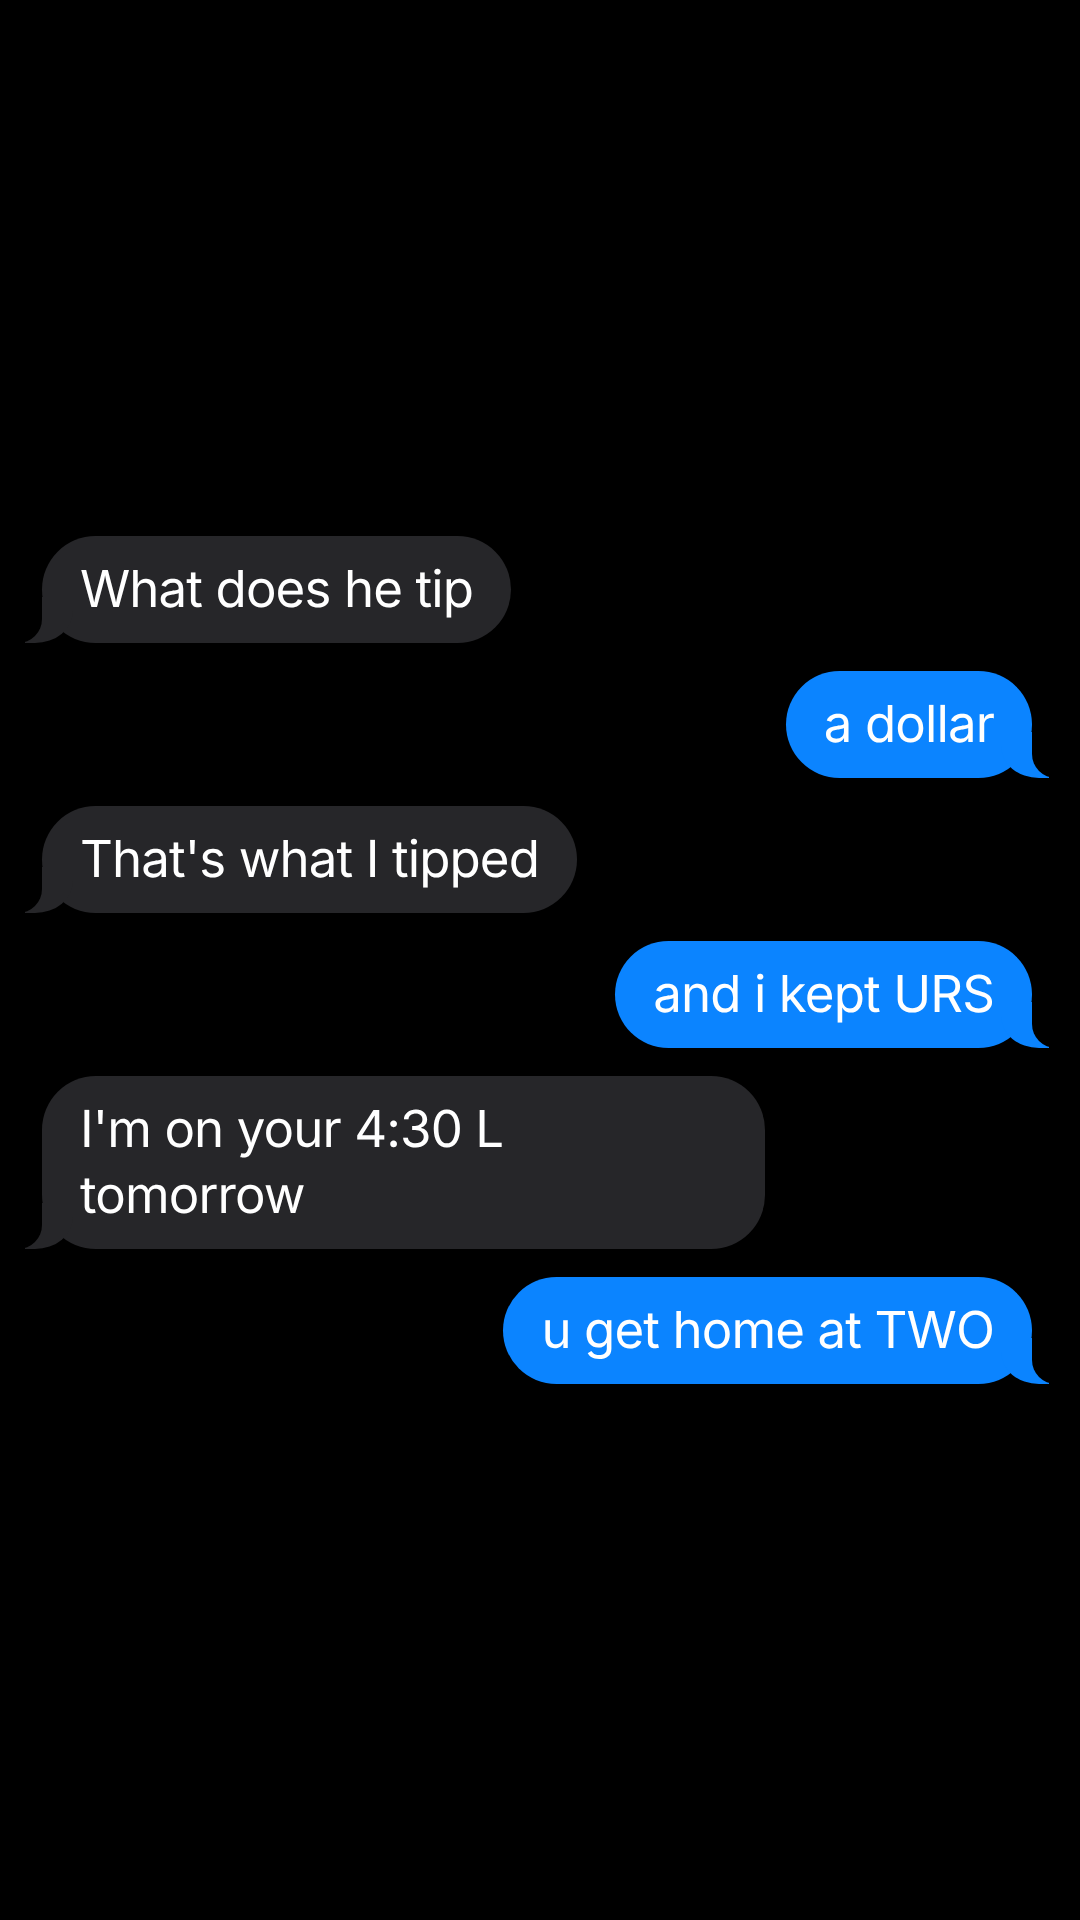 What does he tip
a dollar
That's what I tipped
and i kept URS
I'm on your 4:30 L
tomorrow
u get home at TWO